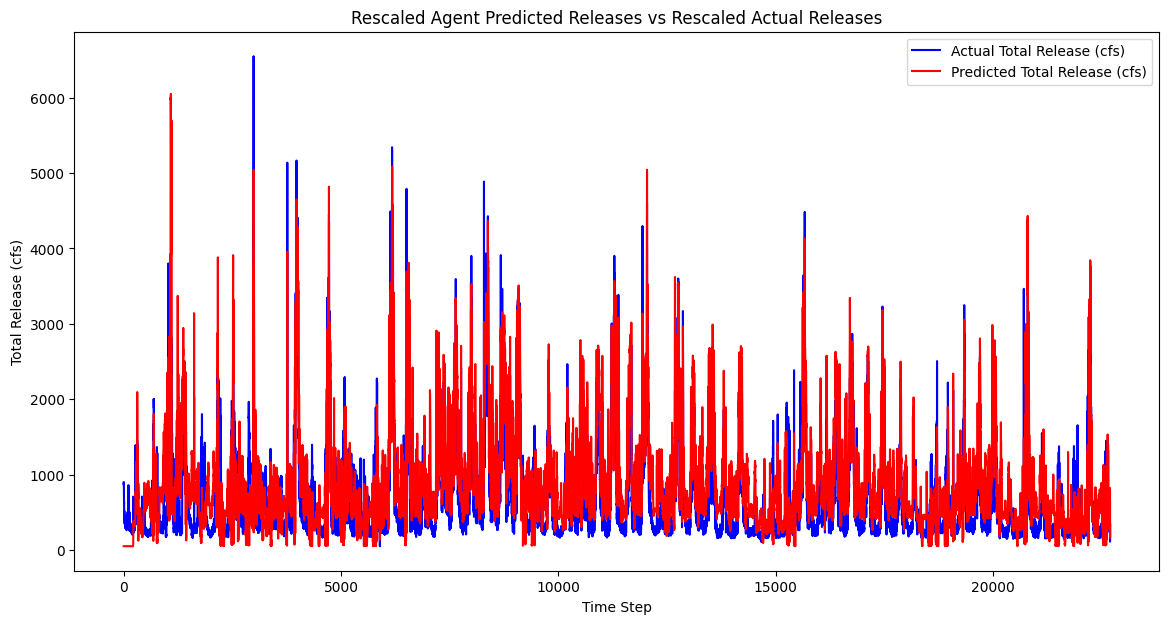 Rescaled Agent Predicted Releases vs Rescaled Actual Releases
Actual Total Release (cfs)
Predicted Total Release (cfs)
Total Release (cfs)
6000
5000
4000
3000
2000
1000
0
0 5000 10000 15000 20000
Time Step